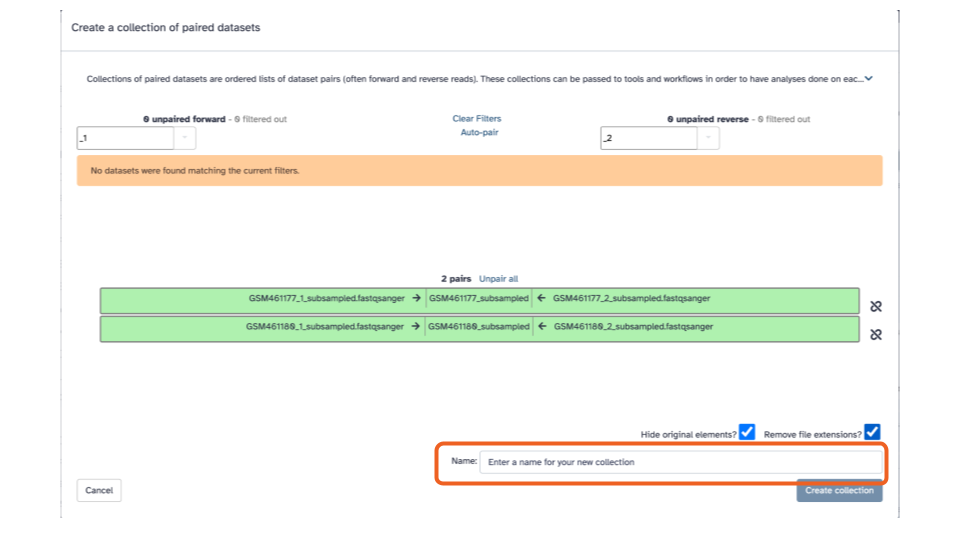 Create a collection of paired datasets
Collections of paired datasets are ordered lists of dataset pairs (often forward and reverse reads). These collections can be passed to tools and workflows in order to have analyses done on eac...
0 unpaired forward - 0 filtered out
Clear Filters
0 unpaired reverse - 0 filtered out
Auto-pair
_1
_2
No datasets were found matching the current filters.
2 pairs Unpair all
GSM461177_1_subsampled.fastqsanger → GSM461177_subsampled ← GSM461177_2_subsampled.fastqsanger
GSM461180_1_subsampled.fastqsanger → GSM461180_subsampled ← GSM461180_2_subsampled.fastqsanger
Hide original elements? Remove file extensions?
Name: Enter a name for your new collection
Cancel
Create collection